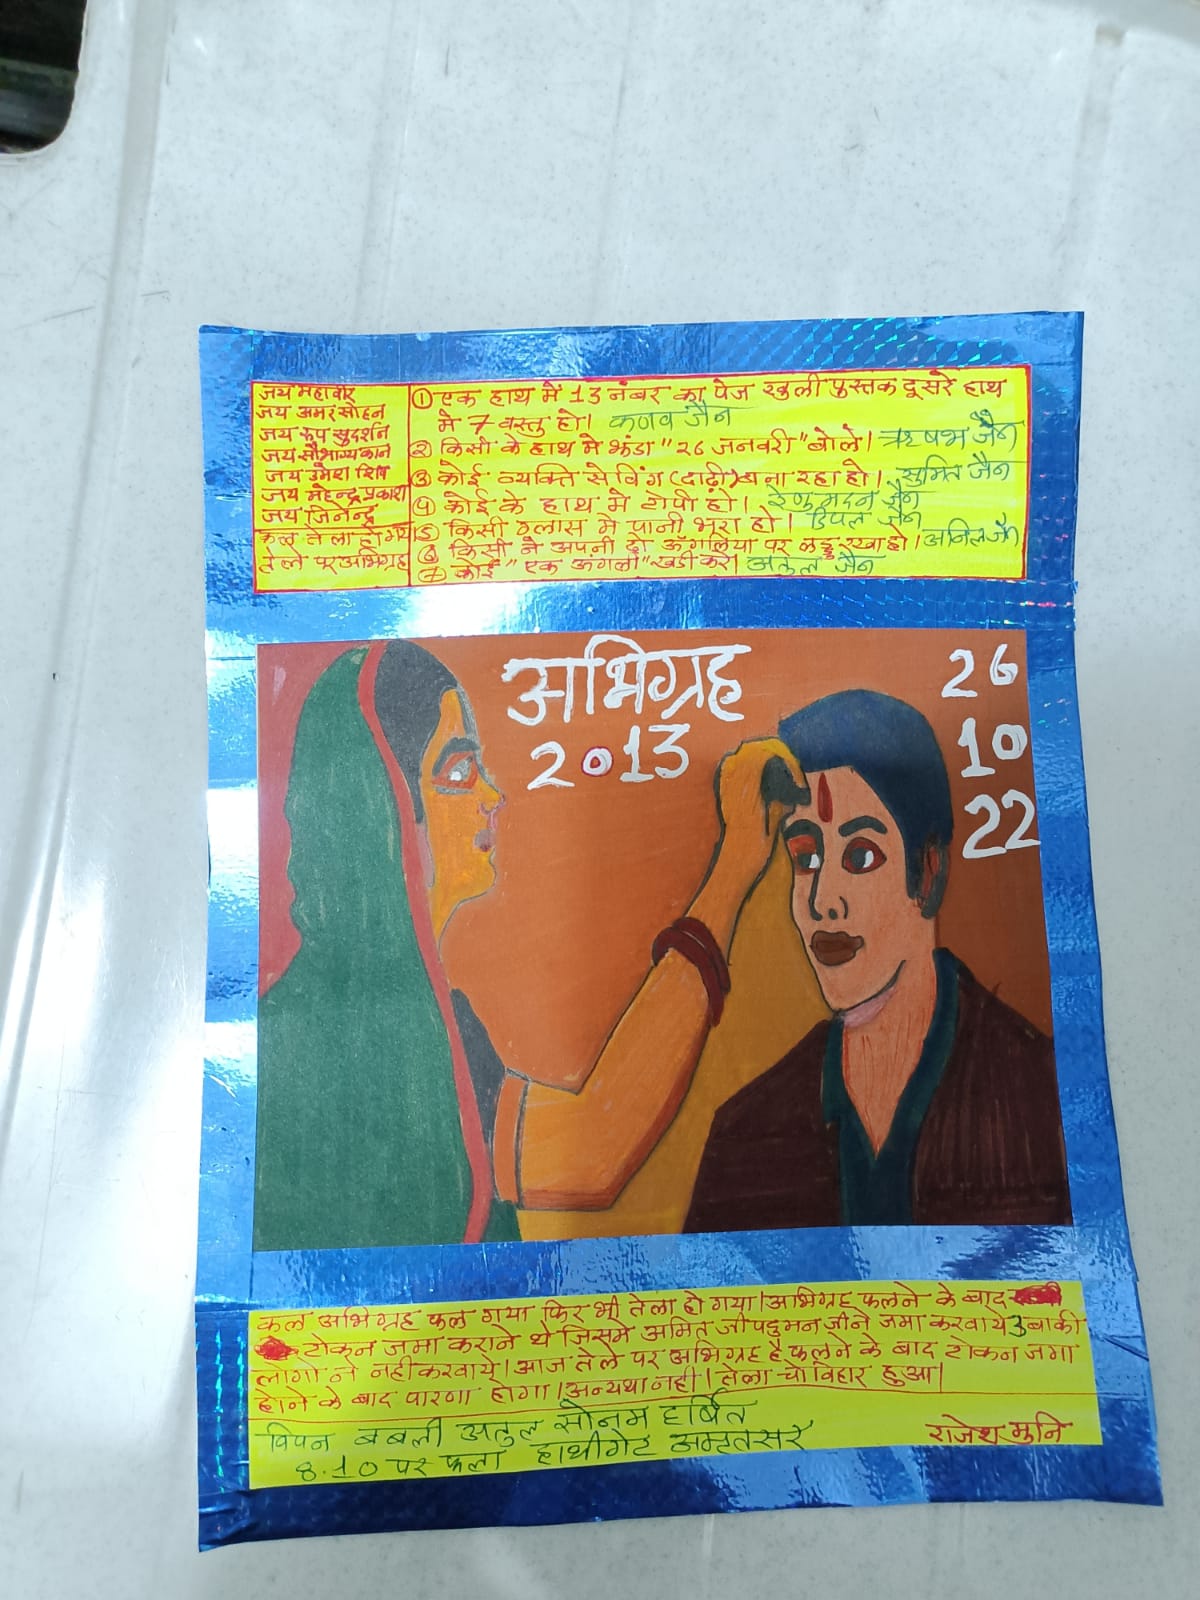 जय महावीर
जय अमर सोहन
जय रूप सुदर्शन
जय सौभाग्य कान
जय उमेश शिव
जय महेन्द्र प्रकाश
जय जिनेन्द्र
कल तेला हो गया
तेले पर अभिग्रह
① एक हाथ में 13 नंबर का पेज खुली पुस्तक दूसरे हाथ
मे 7 वस्तु हो। कणव जैन
② किसी के हाथ मे झंडा "26 जनवरी" बोले। ऋषभ जैन
③ कोई व्यक्ति सेविंग (दाढ़ी) बना रहा हो। सुमित जैन
④ कोई के हाथ मे टोपी हो। रेणु मदन जैन
⑤ किसी ग्लास मे पानी भरा हो। डिंपल जैन
⑥ किसी ने अपनी दो ऊँगलियो पर लड्डू रखा हो। अनिल जैन
⑦ कोई "एक ऊंगली" खडी करे। अतुल जैन
अभिग्रह
2013
26
10
22
कल अभिग्रह फल गया फिर भी तेला हो गया। अभिग्रह फलने के बाद
टोकन जमा कराने थे जिसमे अमित जी पदुमन जी ने जमा करवाये 3 बाकी
लोगो ने नही करवाये। आज तेले पर अभिग्रह है फलने के बाद टोकन जमा
होने के बाद पारणा होगा। अन्यथा नही। तेला चोविहार हुआ।
विपन बबली अतुल सोनम हर्षित
8.10 पर फला हाथीगेट अमृतसर
राजेश मुनि